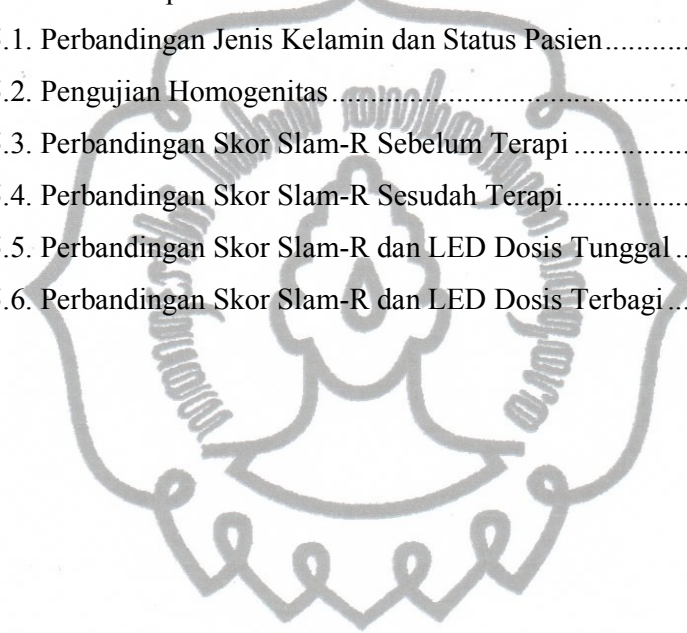 .1. Perbandingan Jenis Kelamin dan Status Pasien............
.2. Pengujian Homogenitas..................................................
.3. Perbandingan Skor Slam-R Sebelum Terapi ...............
.4. Perbandingan Skor Slam-R Sesudah Terapi.................
.5. Perbandingan Skor Slam-R dan LED Dosis Tunggal ..
.6. Perbandingan Skor Slam-R dan LED Dosis Terbagi....